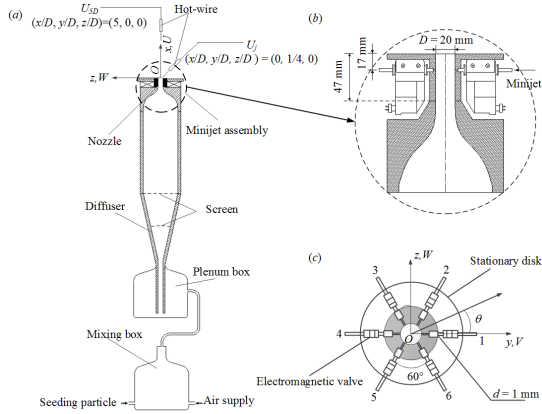 (a)
U5D
Hot-wire
(x/D, y/D, z/D)=(5, 0, 0)
x,U
Uj
(x/D, y/D, z/D ) = (0, 1/4, 0)
z,W
O
Nozzle
Minijet assembly
Diffuser
Screen
Plenum box
Mixing box
Seeding particle
Air supply
(b)
D = 20 mm
47 mm
17 mm
Minijet
(c)
z,W
Stationary disk
3
2
θ
4
O
1
y,V
60°
Electromagnetic valve
5
6
d = 1 mm